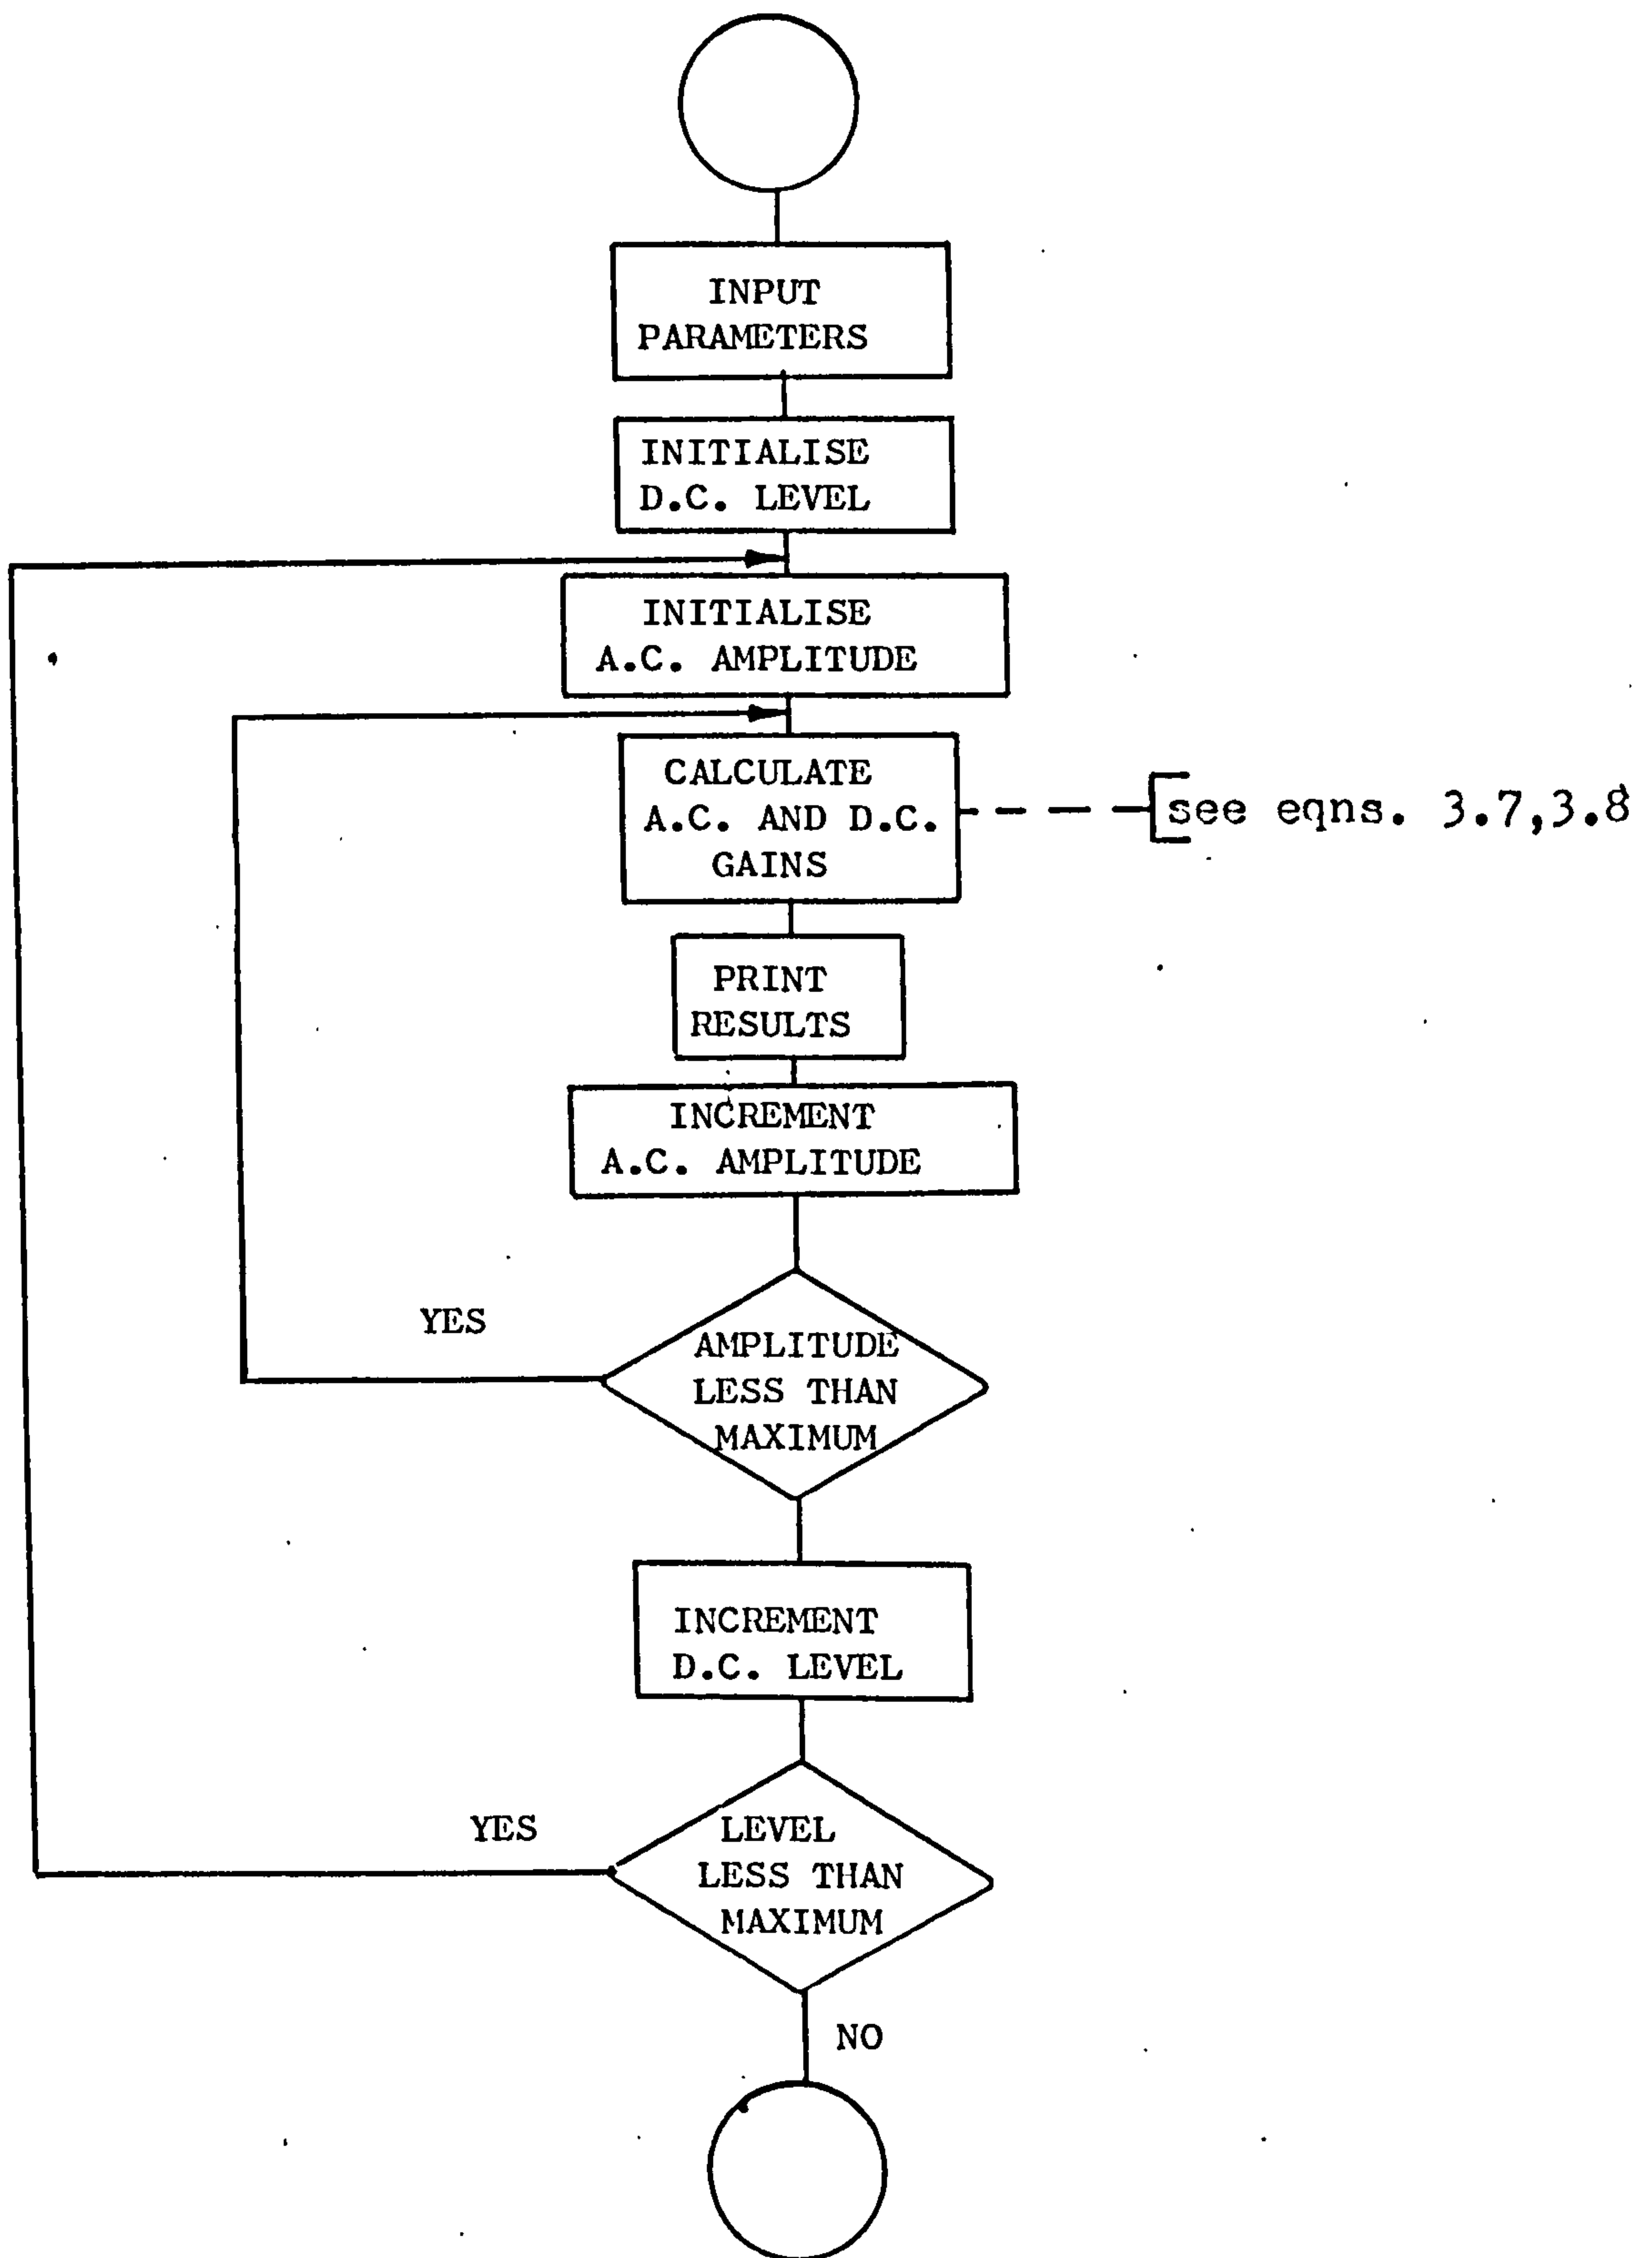 INPUT
PARAMETERS
INITIALISE
D.C. LEVEL
INITIALISE
A.C. AMPLITUDE
CALCULATE
A.C. AND D.C.
GAINS
see eqns. 3.7,3.8
PRINT
RESULTS
INCREMENT
A.C. AMPLITUDE
YES
AMPLITUDE
LESS THAN
MAXIMUM
INCREMENT
D.C. LEVEL
YES
LEVEL
LESS THAN
MAXIMUM
NO